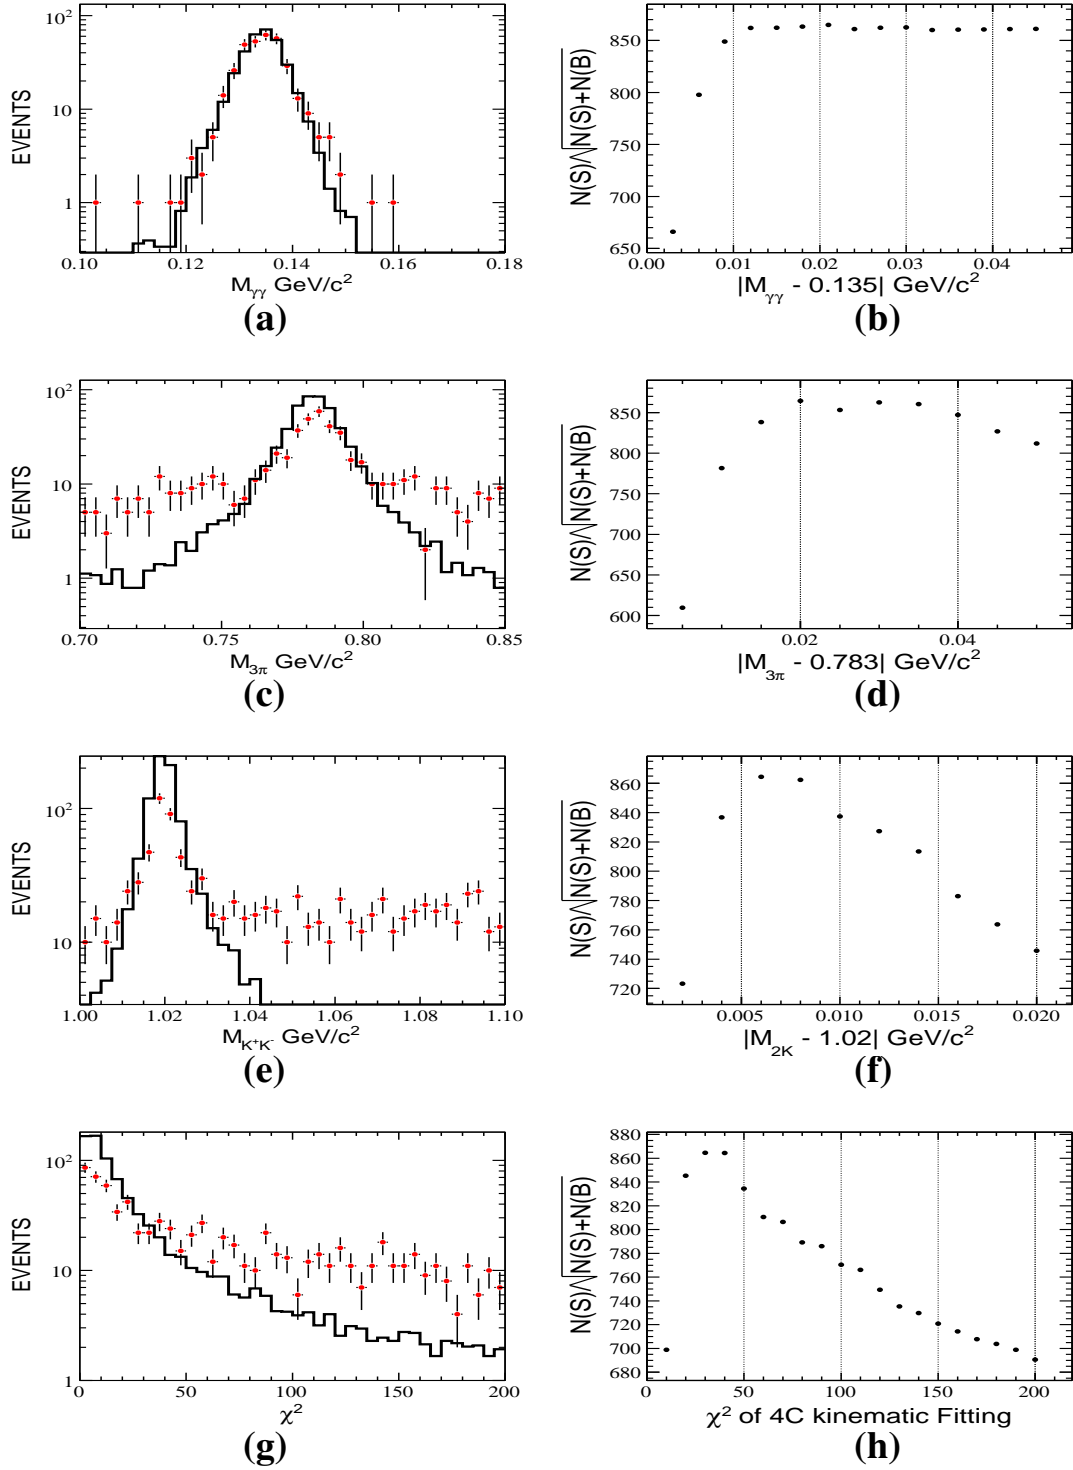 EVENTS
10²
10
1
0.10 0.12 0.14 0.16 0.18
M_γγ GeV/c²
(a)
N(S)/√N(S)+N(B)
850
800
750
700
650
0.00 0.01 0.02 0.03 0.04
|M_γγ - 0.135| GeV/c²
(b)
EVENTS
10²
10
1
0.70 0.75 0.80 0.85
M_3π GeV/c²
(c)
N(S)/√N(S)+N(B)
850
800
750
700
650
600
0.02 0.04
|M_3π - 0.783| GeV/c²
(d)
EVENTS
10²
10
1.00 1.02 1.04 1.06 1.08 1.10
M_K⁺K⁻ GeV/c²
(e)
N(S)/√N(S)+N(B)
860
840
820
800
780
760
740
720
0.005 0.010 0.015 0.020
|M_2K - 1.02| GeV/c²
(f)
EVENTS
10²
10
1
0 50 100 150 200
χ²
(g)
N(S)/√N(S)+N(B)
880
860
840
820
800
780
760
740
720
700
680
0 50 100 150 200
χ² of 4C kinematic Fitting
(h)